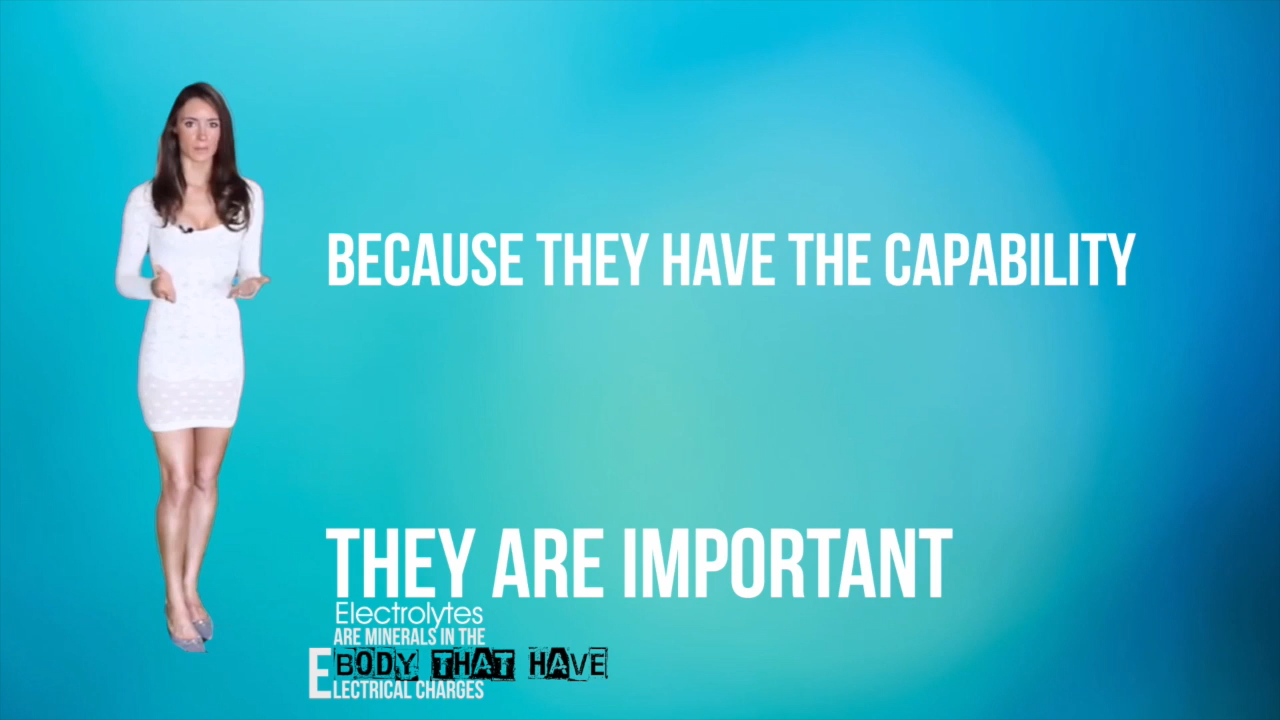 BECAUSE THEY HAVE THE CAPABILITY
THEY ARE IMPORTANT
Electrolytes
ARE MINERALS IN THE
BODY THAT HAVE
ELECTRICAL CHARGES